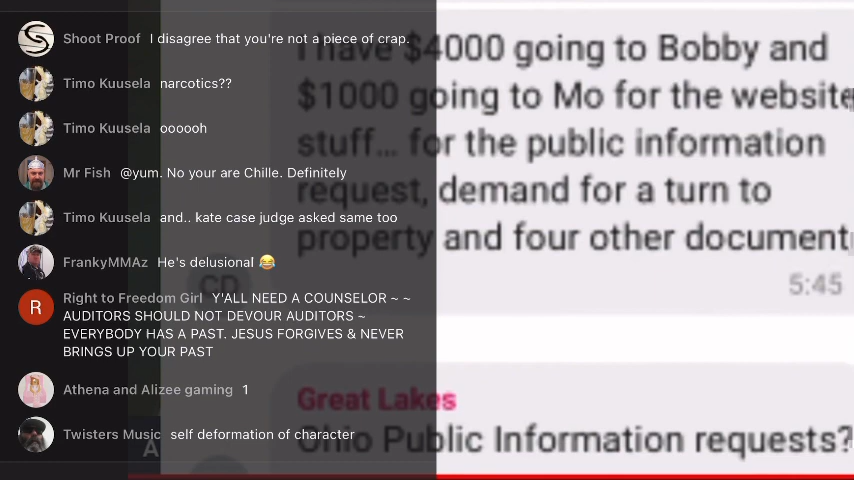 Shoot Proof I disagree that you're not a piece of crap.
Timo Kuusela narcotics??
Timo Kuusela oooooh
Mr Fish @yum. No your are Chille. Definitely
Timo Kuusela and.. kate case judge asked same too
FrankyMMAz He's delusional 😂
R Right to Freedom Girl Y'ALL NEED A COUNSELOR ~ ~
AUDITORS SHOULD NOT DEVOUR AUDITORS ~
EVERYBODY HAS A PAST. JESUS FORGIVES & NEVER
BRINGS UP YOUR PAST
Athena and Alizee gaming 1
Twisters Music self deformation of character
I have $4000 going to Bobby and
$1000 going to Mo for the website
stuff... for the public information
request, demand for a turn to
property and four other document
CD
5:45
Great Lakes
Ohio Public Information requests?
A